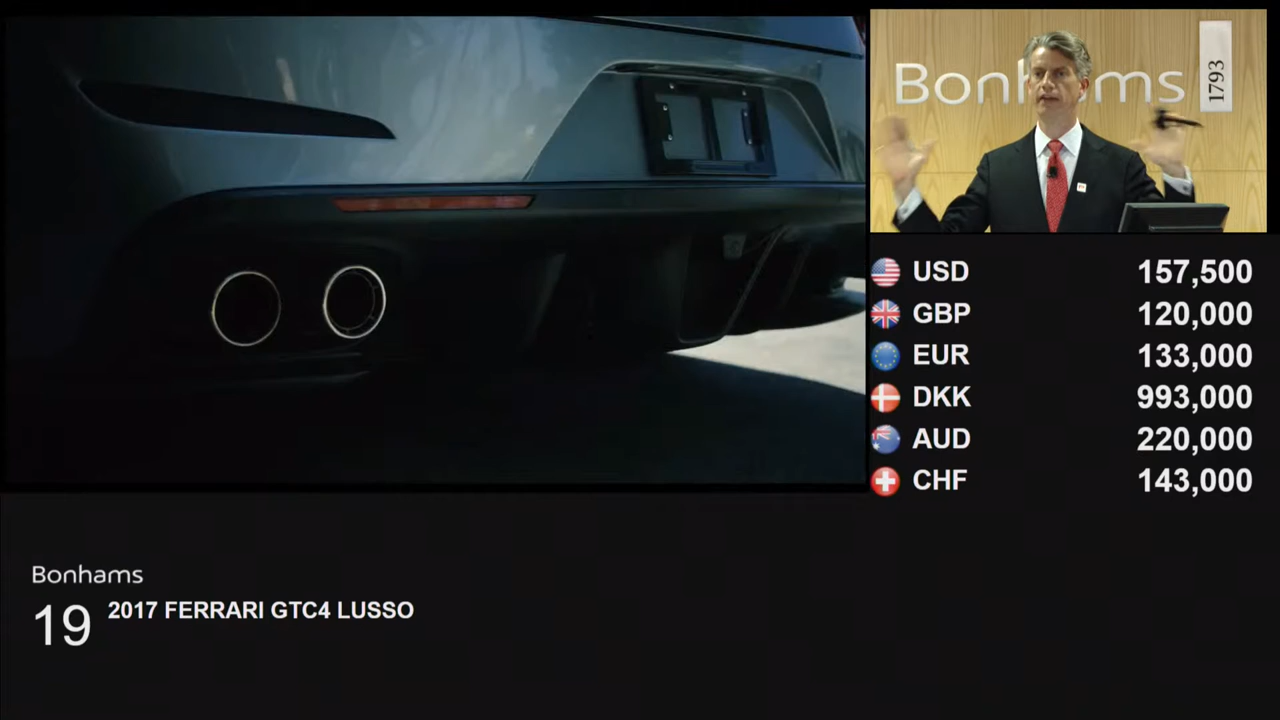 Bonhams
1793
USD 157,500
GBP 120,000
EUR 133,000
DKK 993,000
AUD 220,000
CHF 143,000
Bonhams
19 2017 FERRARI GTC4 LUSSO